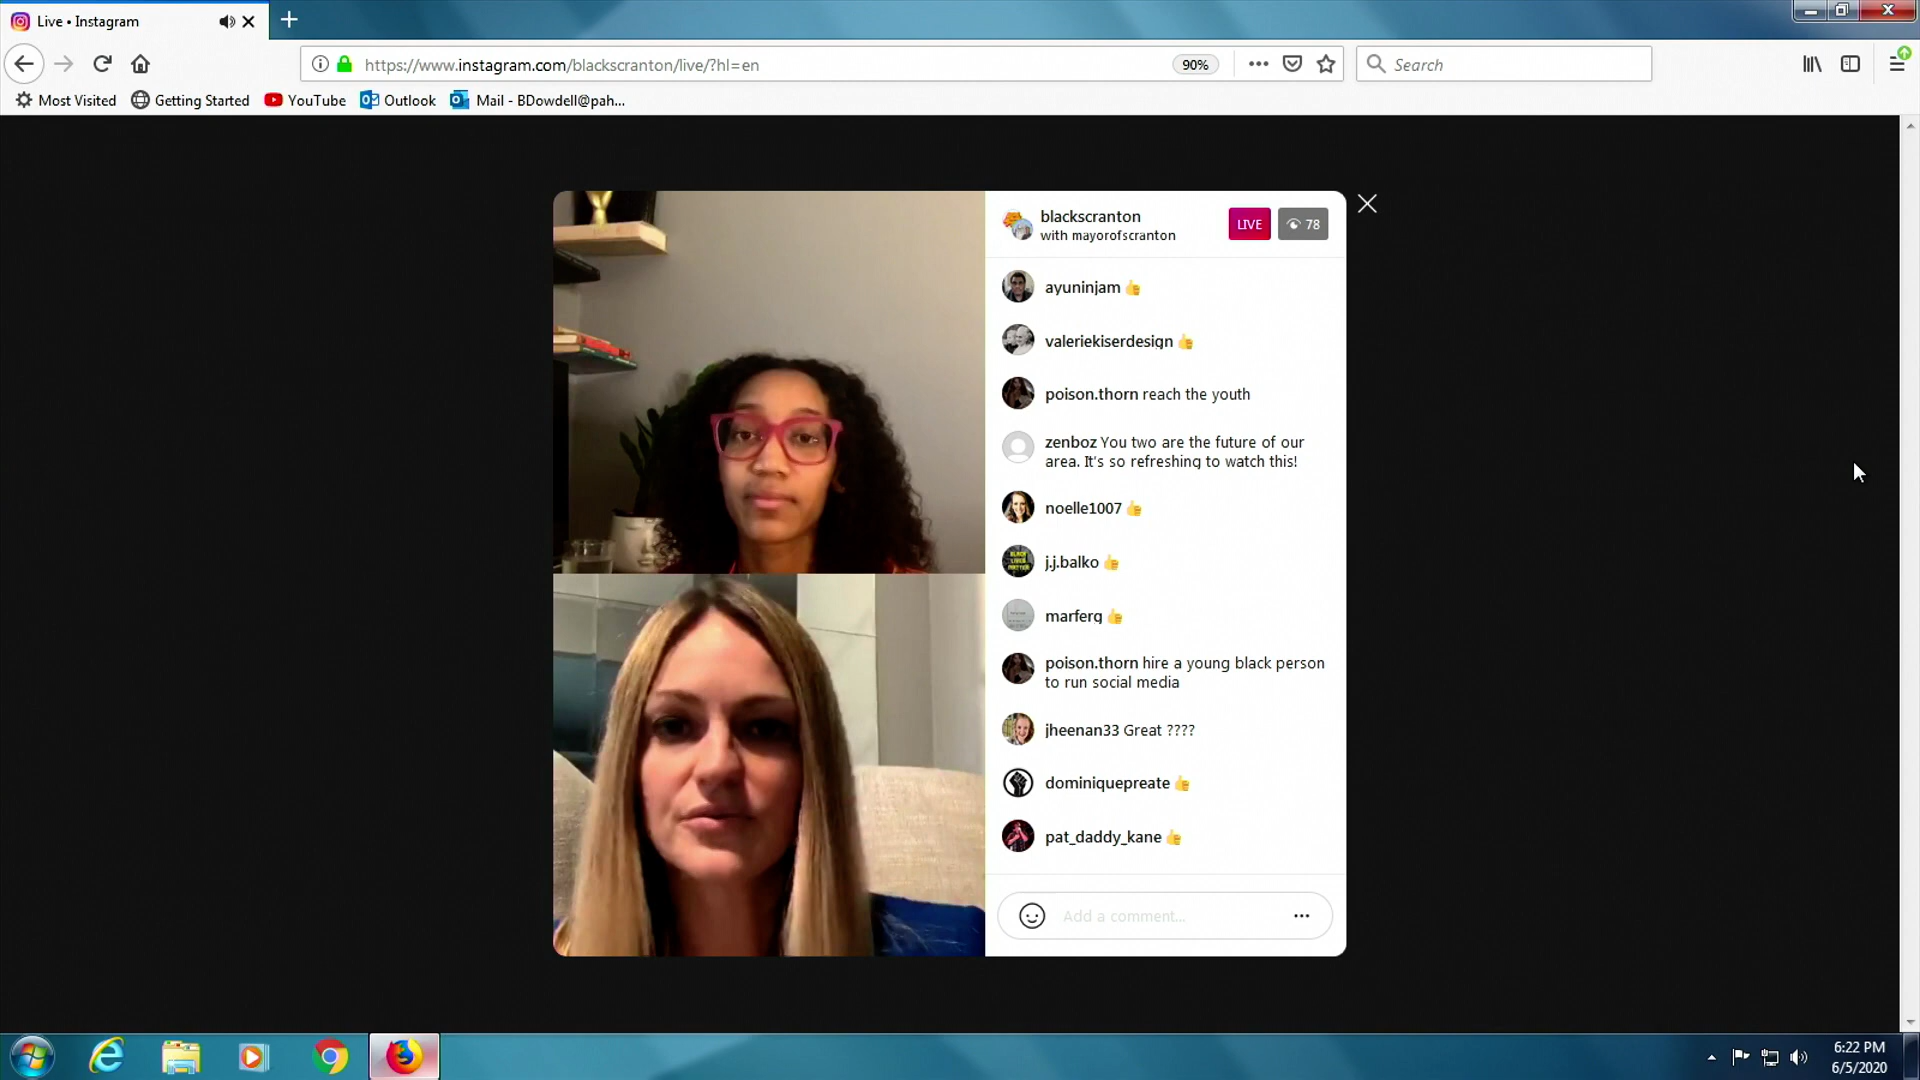 Live • Instagram
https://www.instagram.com/blackscranton/live/?hl=en
90%
Search
Most Visited
Getting Started
YouTube
Outlook
Mail - BDowdell@pah...
blackscranton
with mayorofscranton
LIVE
78
ayuninjam 👍
valeriekiserdesign 👍
poison.thorn reach the youth
zenboz You two are the future of our
area. It's so refreshing to watch this!
noelle1007 👍
j.j.balko 👍
marferg 👍
poison.thorn hire a young black person
to run social media
jheenan33 Great ????
dominiquepreate 👍
pat_daddy_kane 👍
Add a comment...
6:22 PM
6/5/2020